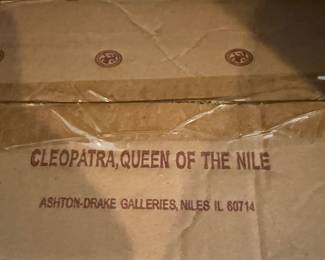 CLEOPATRA, QUEEN OF THE NILE
ASHTON-DRAKE GALLERIES, NILES IL 60714